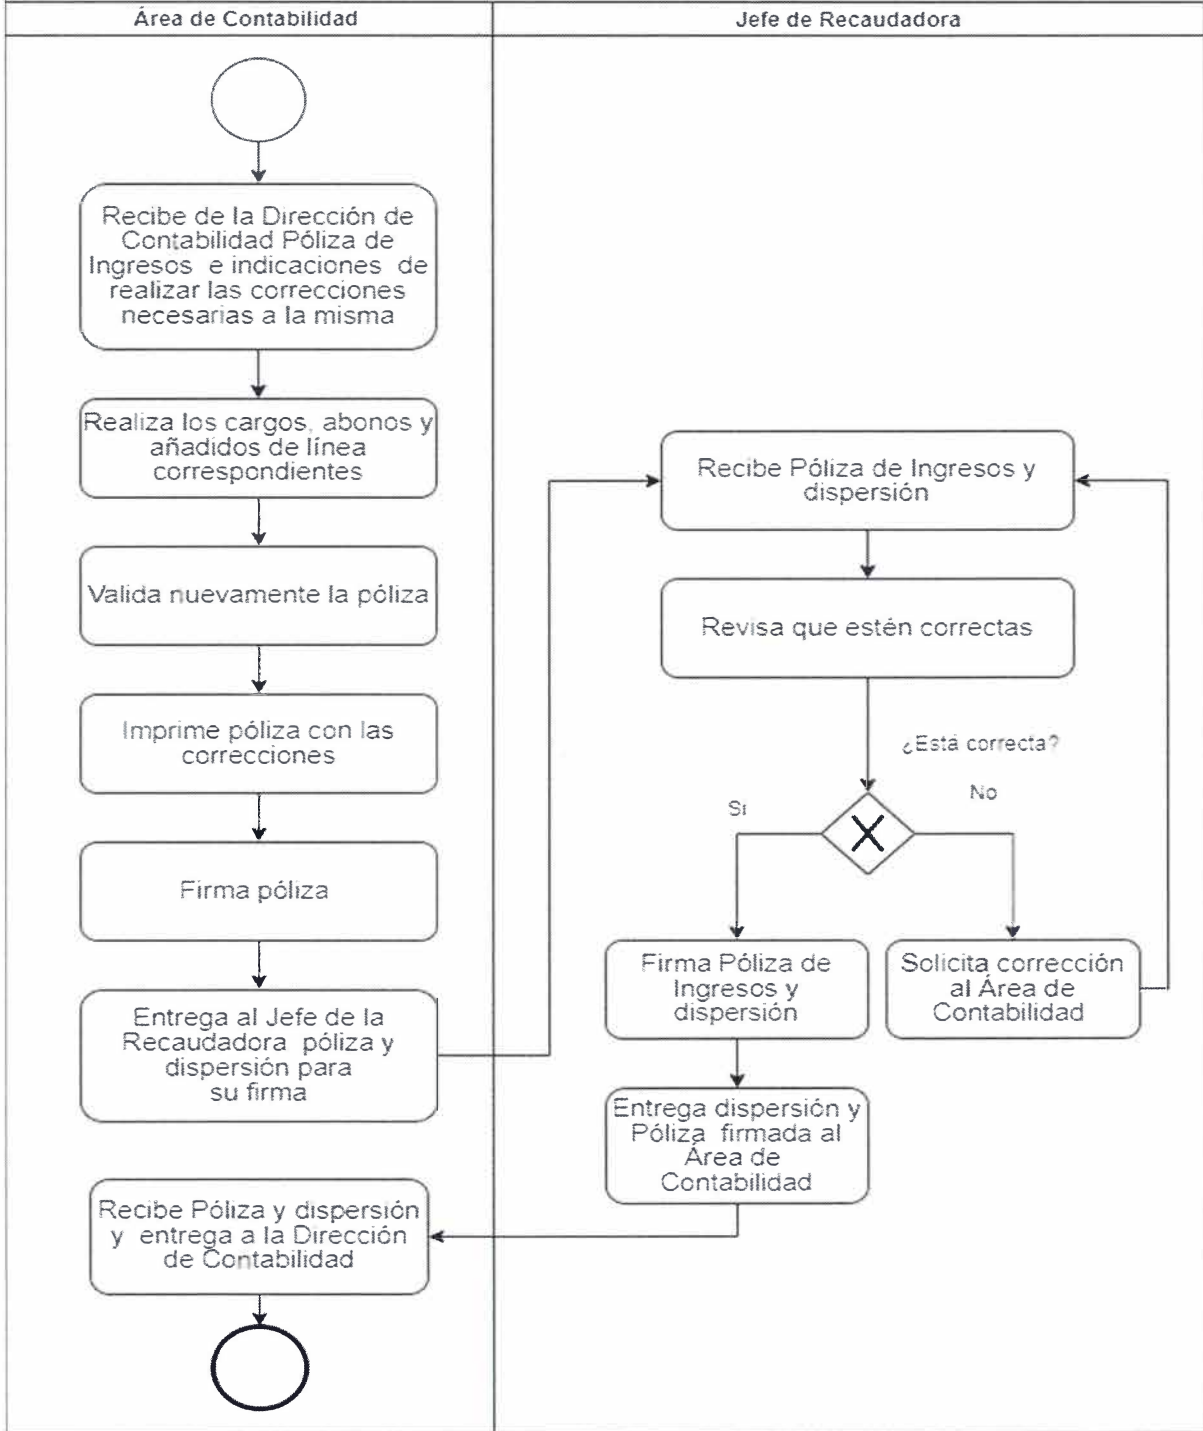 Área de Contabilidad
Jefe de Recaudadora
Recibe de la Dirección de
Contabilidad Póliza de
Ingresos e indicaciones de
realizar las correcciones
necesarias a la misma
Realiza los cargos, abonos y
añadidos de línea
correspondientes
Valida nuevamente la póliza
Imprime póliza con las
correcciones
Firma póliza
Entrega al Jefe de la
Recaudadora póliza y
dispersión para
su firma
Recibe Póliza y dispersión
y entrega a la Dirección
de Contabilidad
Recibe Póliza de Ingresos y
dispersión
Revisa que estén correctas
¿Está correcta?
Si
No
Firma Póliza de
Ingresos y
dispersión
Solicita corrección
al Área de
Contabilidad
Entrega dispersión y
Póliza firmada al
Área de
Contabilidad